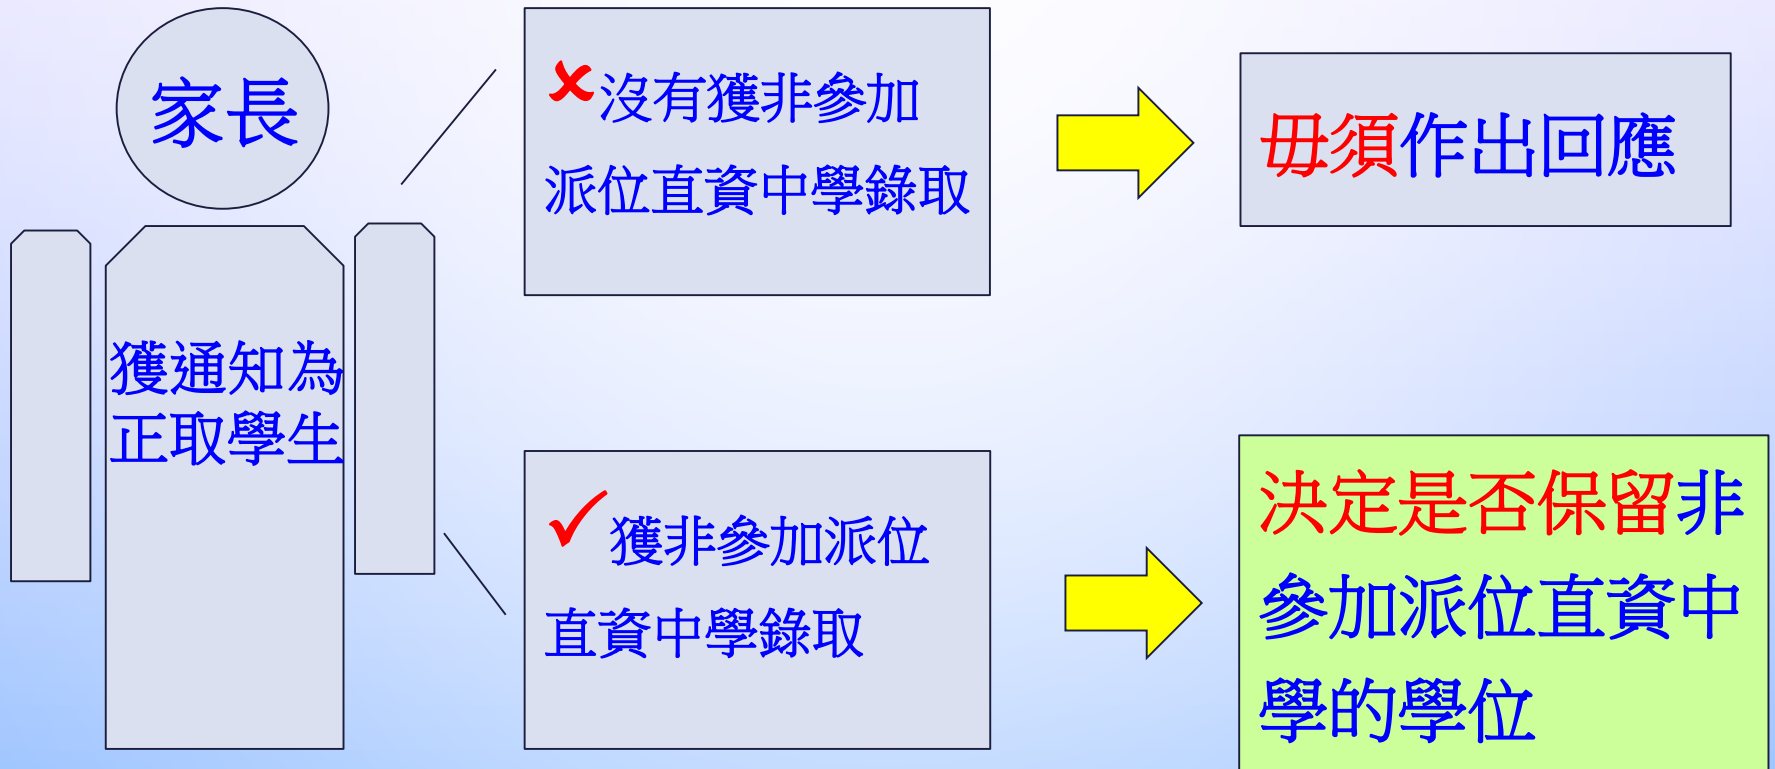 家長
獲通知為
正取學生
✘沒有獲非參加
派位直資中學錄取
毋須作出回應
✓獲非參加派位
直資中學錄取
決定是否保留非
參加派位直資中
學的學位